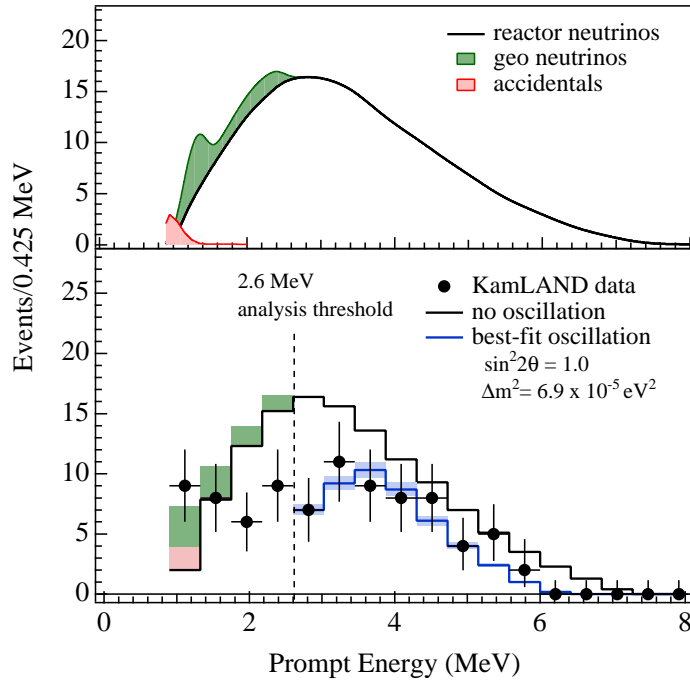 20
15
10
5
0
reactor neutrinos
geo neutrinos
accidentals
Events/0.425 MeV
25
20
15
10
5
0
2.6 MeV
analysis threshold
KamLAND data
no oscillation
best-fit oscillation
sin²2θ = 1.0
Δm² = 6.9 x 10⁻⁵ eV²
0 2 4 6 8
Prompt Energy (MeV)